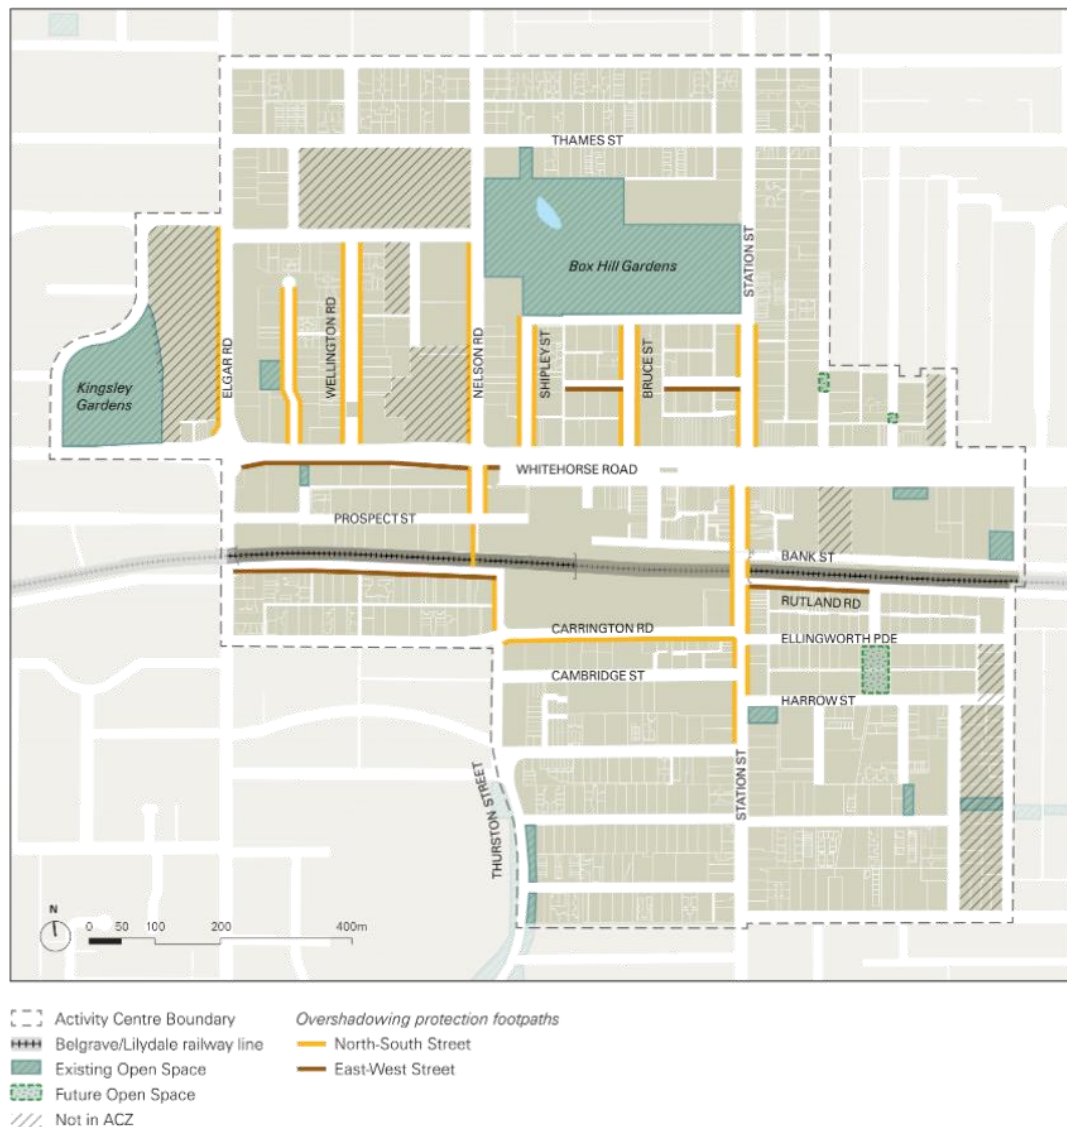 THAMES ST
Box Hill Gardens
STATION ST
Kingsley
Gardens
ELGAR RD
WELLINGTON RD
NELSON RD
SHIPLEY ST
BRUCE ST
WHITEHORSE ROAD
PROSPECT ST
BANK ST
RUTLAND RD
CARRINGTON RD
ELLINGWORTH PDE
CAMBRIDGE ST
HARROW ST
THURSTON STREET
STATION ST
N
0 50 100 200 400m
Activity Centre Boundary
Belgrave/Lilydale railway line
Existing Open Space
Future Open Space
Not in ACZ
Overshadowing protection footpaths
North-South Street
East-West Street